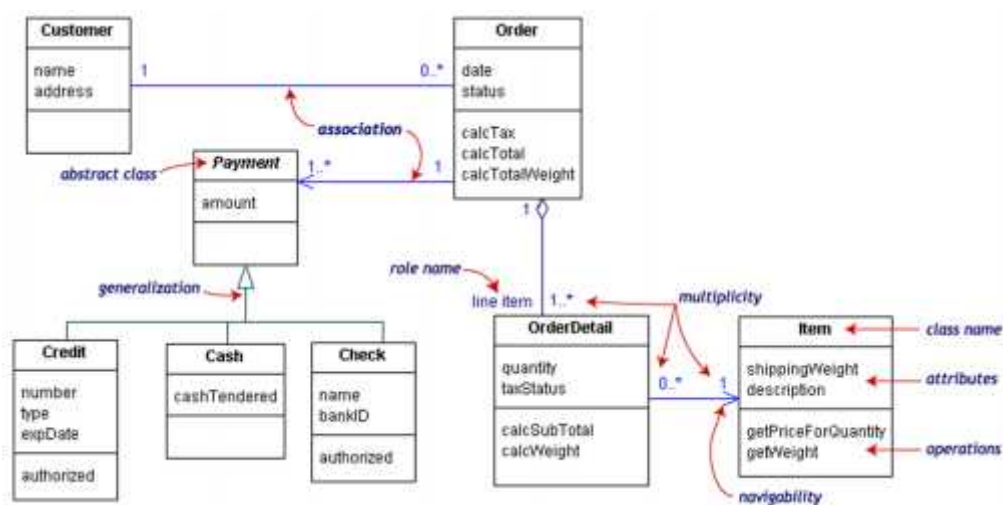 Customer
name
address
1
0..*
Order
date
status
calcTax
calcTotal
calcTotalWeight
association
abstract class
Payment
amount
1..*
1
1
generalization
role name
line item
1..*
multiplicity
Credit
number
type
expDate
authorized
Cash
cashTendered
Check
name
bankID
authorized
OrderDetail
quantity
taxStatus
calcSubTotal
calcWeight
0..*
1
Item
shippingWeight
description
getPriceForQuantity
getWeight
class name
attributes
operations
navigability